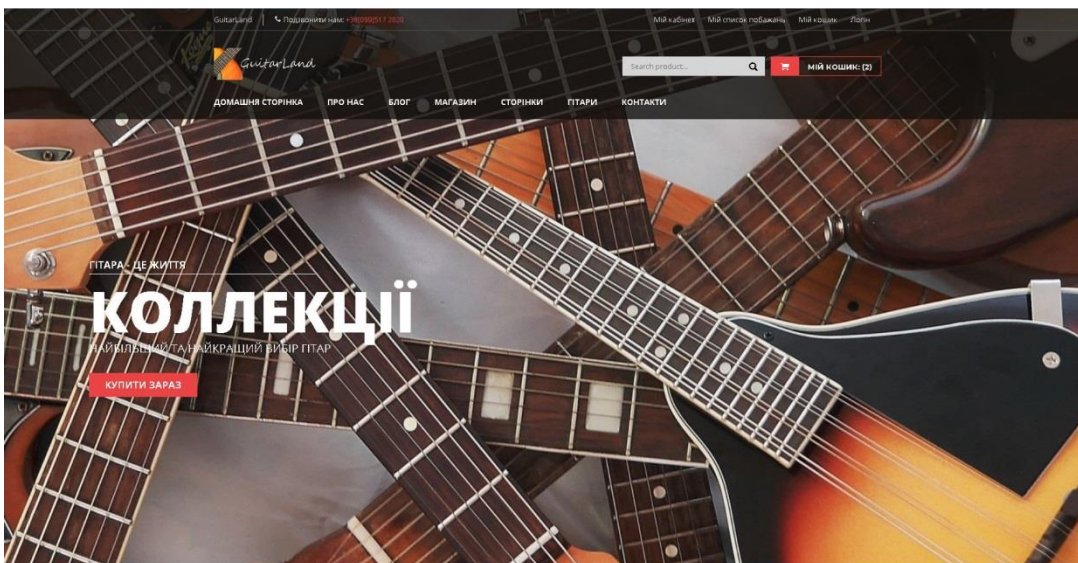 GuitarLand
Подзвонити нам: +38(099)517 2828
Мій кабінет Мій список побажань Мій кошик Логін
GuitarLand
Search product...
МІЙ КОШИК: (2)
ДОМАШНЯ СТОРІНКА ПРО НАС БЛОГ МАГАЗИН СТОРІНКИ ГІТАРИ КОНТАКТИ
ГІТАРА - ЦЕ ЖИТТЯ
КОЛЛЕКЦІЇ
НАЙБІЛЬШИЙ ТА НАЙКРАЩИЙ ВИБІР ГІТАР
КУПИТИ ЗАРАЗ